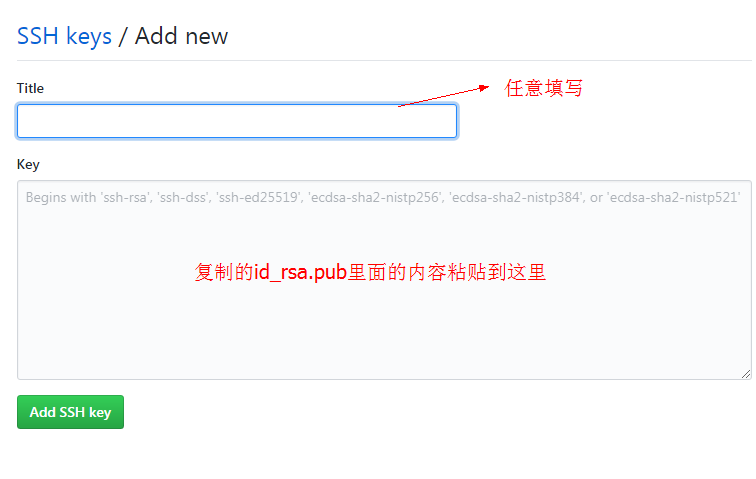 SSH keys / Add new
Title
任意填写
Key
Begins with 'ssh-rsa', 'ssh-dss', 'ssh-ed25519', 'ecdsa-sha2-nistp256', 'ecdsa-sha2-nistp384', or 'ecdsa-sha2-nistp521'
复制的id_rsa.pub里面的内容粘贴到这里
Add SSH key